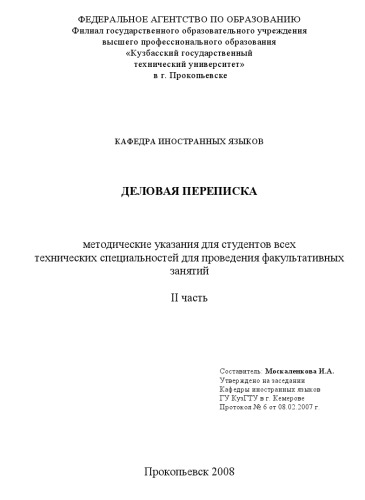 ФЕДЕРАЛЬНОЕ АГЕНТСТВО ПО ОБРАЗОВАНИЮ
Филиал государственного образовательного учреждения
высшего профессионального образования
«Кузбасский государственный
технический университет»
в г. Прокопьевске
КАФЕДРА ИНОСТРАННЫХ ЯЗЫКОВ
ДЕЛОВАЯ ПЕРЕПИСКА
методические указания для студентов всех
технических специальностей для проведения факультативных
занятий
II часть
Составитель: Москаленкова И.А.
Утверждено на заседании
Кафедры иностранных языков
ГУ КузГТУ в г. Кемерове
Протокол № 6 от 08.02.2007 г.
Прокопьевск 2008